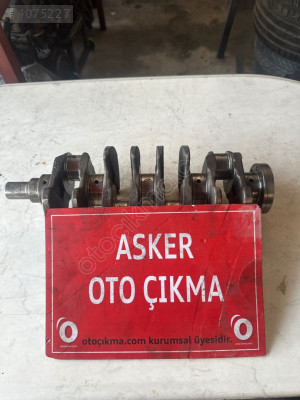 ASKER
OTO ÇIKMA
otoçıkma.com kurumsal üyesidir.